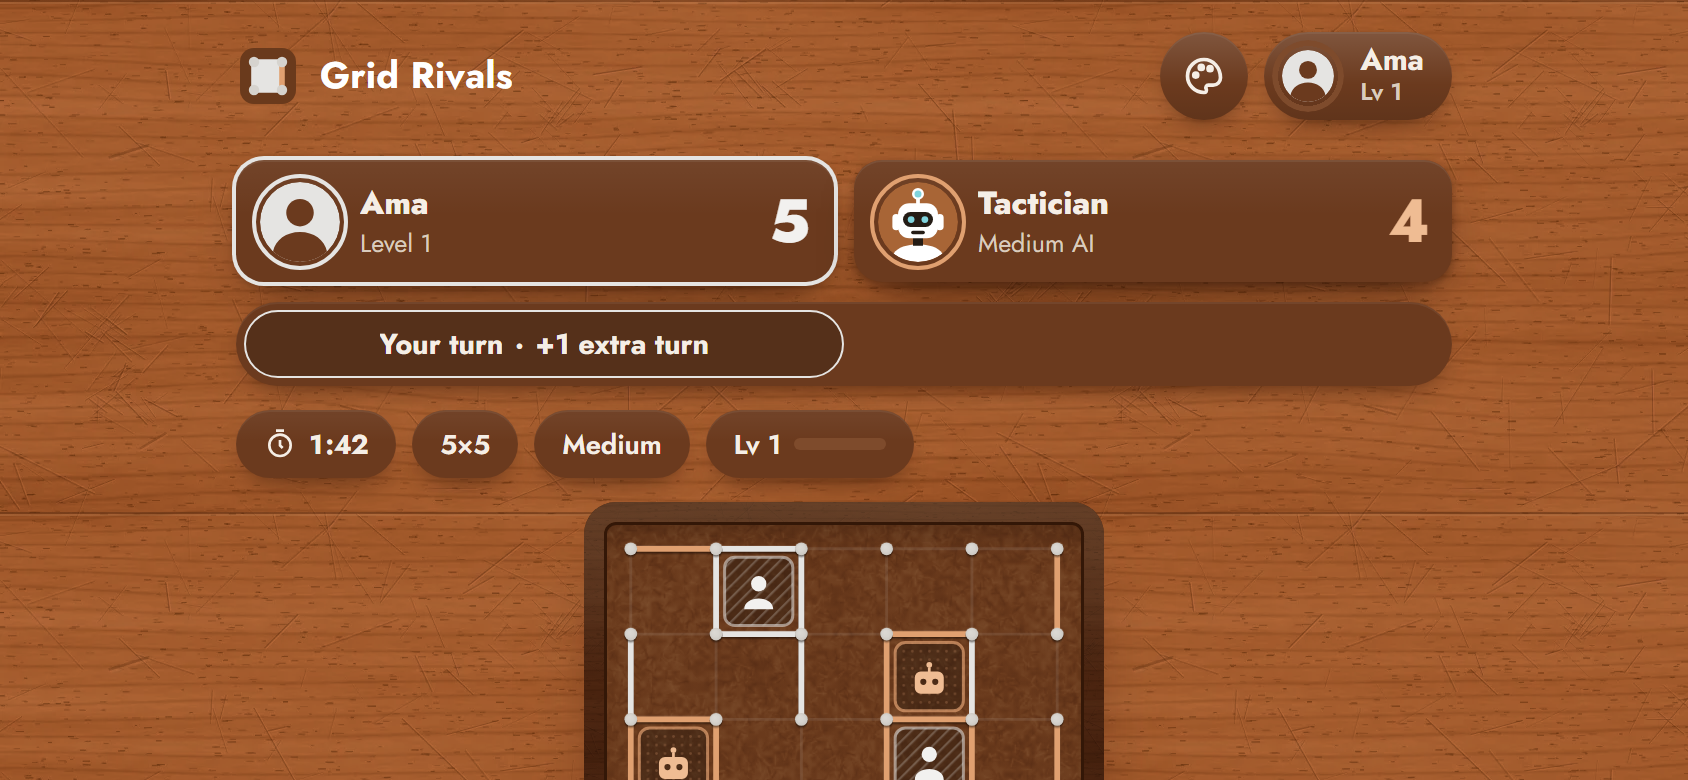 Grid Rivals
Ama
Lv 1
Ama
Level 1
5
Tactician
Medium AI
4
Your turn · +1 extra turn
1:42
5×5
Medium
Lv 1